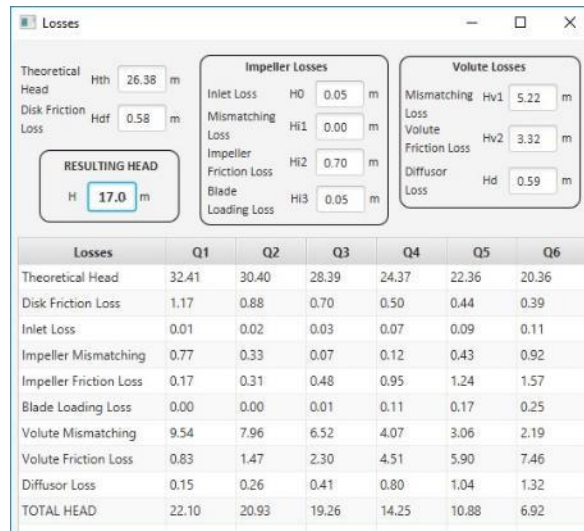 Losses
Theoretical Head Hth 26.38 m
Disk Friction Loss Hdf 0.58 m
RESULTING HEAD
H 17.0 m
Impeller Losses
Inlet Loss H0 0.05 m
Mismatching Loss Hi1 0.00 m
Impeller Friction Loss Hi2 0.70 m
Blade Loading Loss Hi3 0.05 m
Volute Losses
Mismatching Loss Hv1 5.22 m
Volute Friction Loss Hv2 3.32 m
Diffusor Loss Hd 0.59 m
Losses Q1 Q2 Q3 Q4 Q5 Q6
Theoretical Head 32.41 30.40 28.39 24.37 22.36 20.36
Disk Friction Loss 1.17 0.88 0.70 0.50 0.44 0.39
Inlet Loss 0.01 0.02 0.03 0.07 0.09 0.11
Impeller Mismatching 0.77 0.33 0.07 0.12 0.43 0.92
Impeller Friction Loss 0.17 0.31 0.48 0.95 1.24 1.57
Blade Loading Loss 0.00 0.00 0.01 0.11 0.17 0.25
Volute Mismatching 9.54 7.96 6.52 4.07 3.06 2.19
Volute Friction Loss 0.83 1.47 2.30 4.51 5.90 7.46
Diffusor Loss 0.15 0.26 0.41 0.80 1.04 1.32
TOTAL HEAD 22.10 20.93 19.26 14.25 10.88 6.92